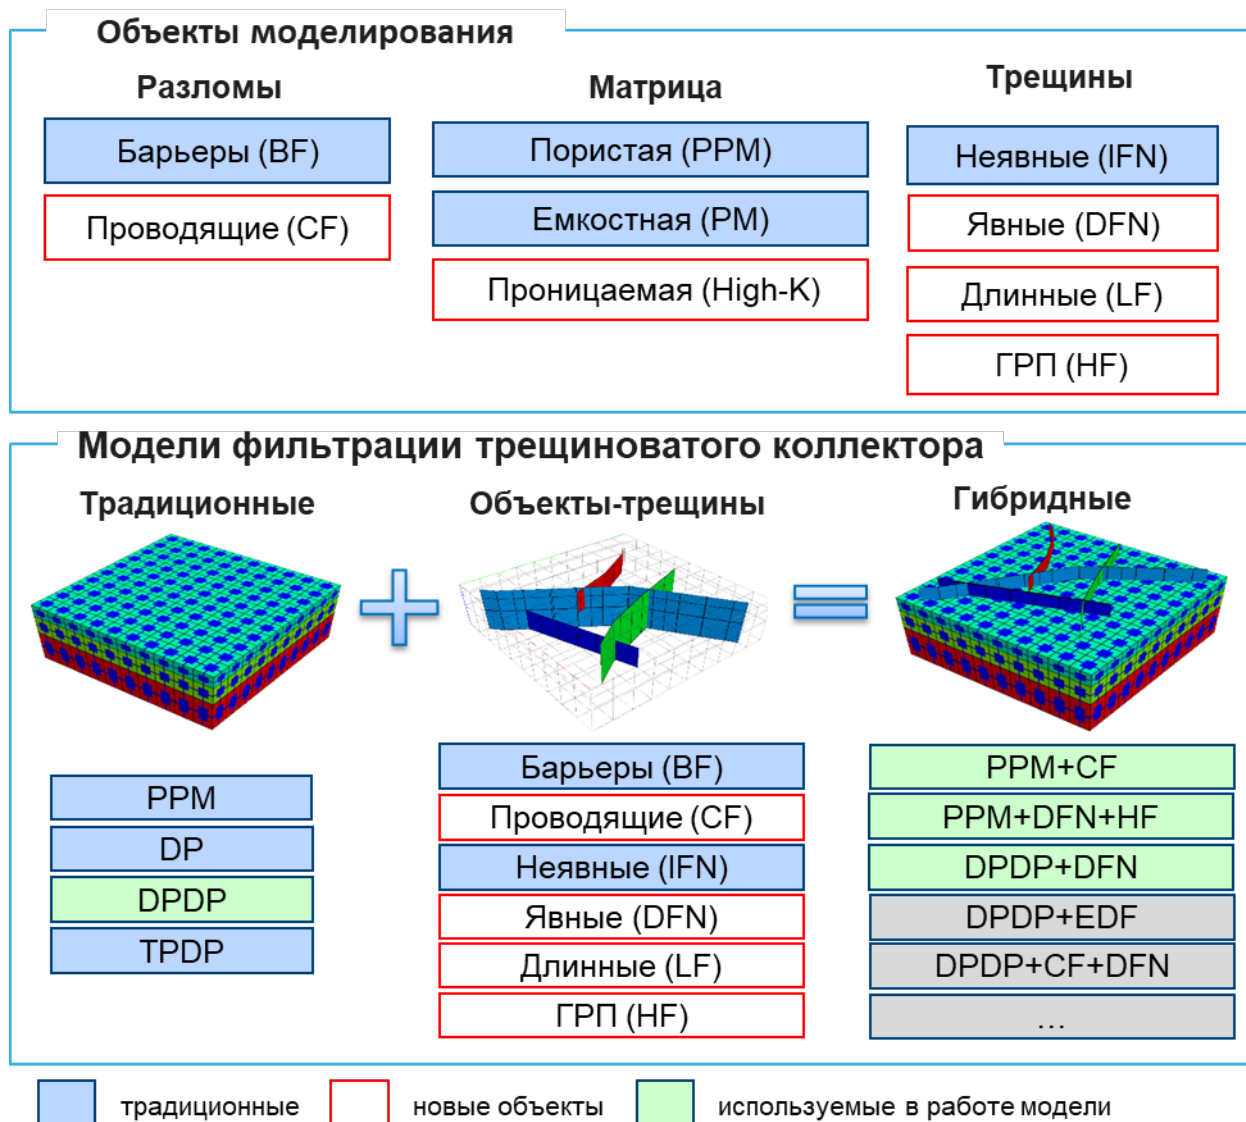 Объекты моделирования
Разломы
Барьеры (BF)
Проводящие (CF)
Матрица
Пористая (PPM)
Емкостная (PM)
Проницаемая (High-K)
Трещины
Неявные (IFN)
Явные (DFN)
Длинные (LF)
ГРП (HF)
Модели фильтрации трещиноватого коллектора
Традиционные
Объекты-трещины
Гибридные
PPM
DP
DPDP
TPDP
Барьеры (BF)
Проводящие (CF)
Неявные (IFN)
Явные (DFN)
Длинные (LF)
ГРП (HF)
PPM+CF
PPM+DFN+HF
DPDP+DFN
DPDP+EDF
DPDP+CF+DFN
...
традиционные
новые объекты
используемые в работе модели